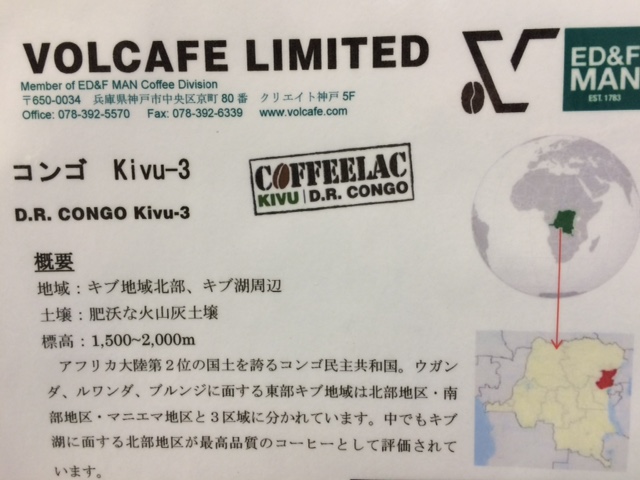 VOLCAFE LIMITED
Member of ED&F MAN Coffee Division
〒650-0034 兵庫県神戸市中央区京町 80 番 クリエイト神戸 5F
Office: 078-392-5570 Fax: 078-392-6339 www.volcafe.com
ED&F
MAN
EST. 1783
コンゴ Kivu-3
COFFEELAC
KIVU | D.R. CONGO
D.R. CONGO Kivu-3
概要
地域：キブ地域北部、キブ湖周辺
土壌：肥沃な火山灰土壌
標高：1,500~2,000m
アフリカ大陸第２位の国土を誇るコンゴ民主共和国。ウガン
ダ、ルワンダ、ブルンジに面する東部キブ地域は北部地区・南
部地区・マニエマ地区と３区域に分かれています。中でもキブ
湖に面する北部地区が最高品質のコーヒーとして評価されて
います。